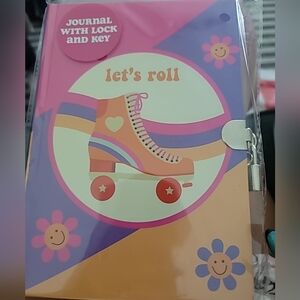 JOURNAL
WITH LOCK
AND KEY
let's roll